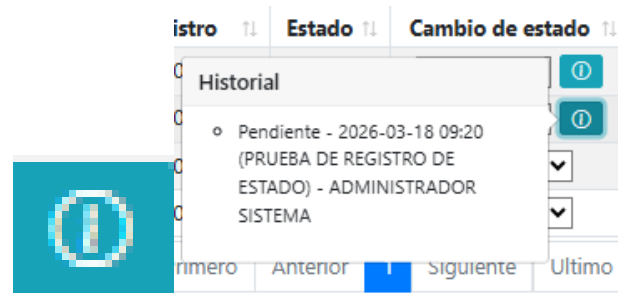 istro Estado Cambio de estado
Historial
Pendiente - 2026-03-18 09:20
(PRUEBA DE REGISTRO DE
ESTADO) - ADMINISTRADOR
SISTEMA
rimero Anterior 1 Siguiente Ultimo